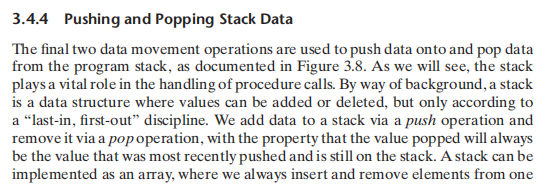 3.4.4 Pushing and Popping Stack Data
The final two data movement operations are used to push data onto and pop data
from the program stack, as documented in Figure 3.8. As we will see, the stack
plays a vital role in the handling of procedure calls. By way of background, a stack
is a data structure where values can be added or deleted, but only according to
a “last-in, first-out” discipline. We add data to a stack via a push operation and
remove it via a pop operation, with the property that the value popped will always
be the value that was most recently pushed and is still on the stack. A stack can be
implemented as an array, where we always insert and remove elements from one